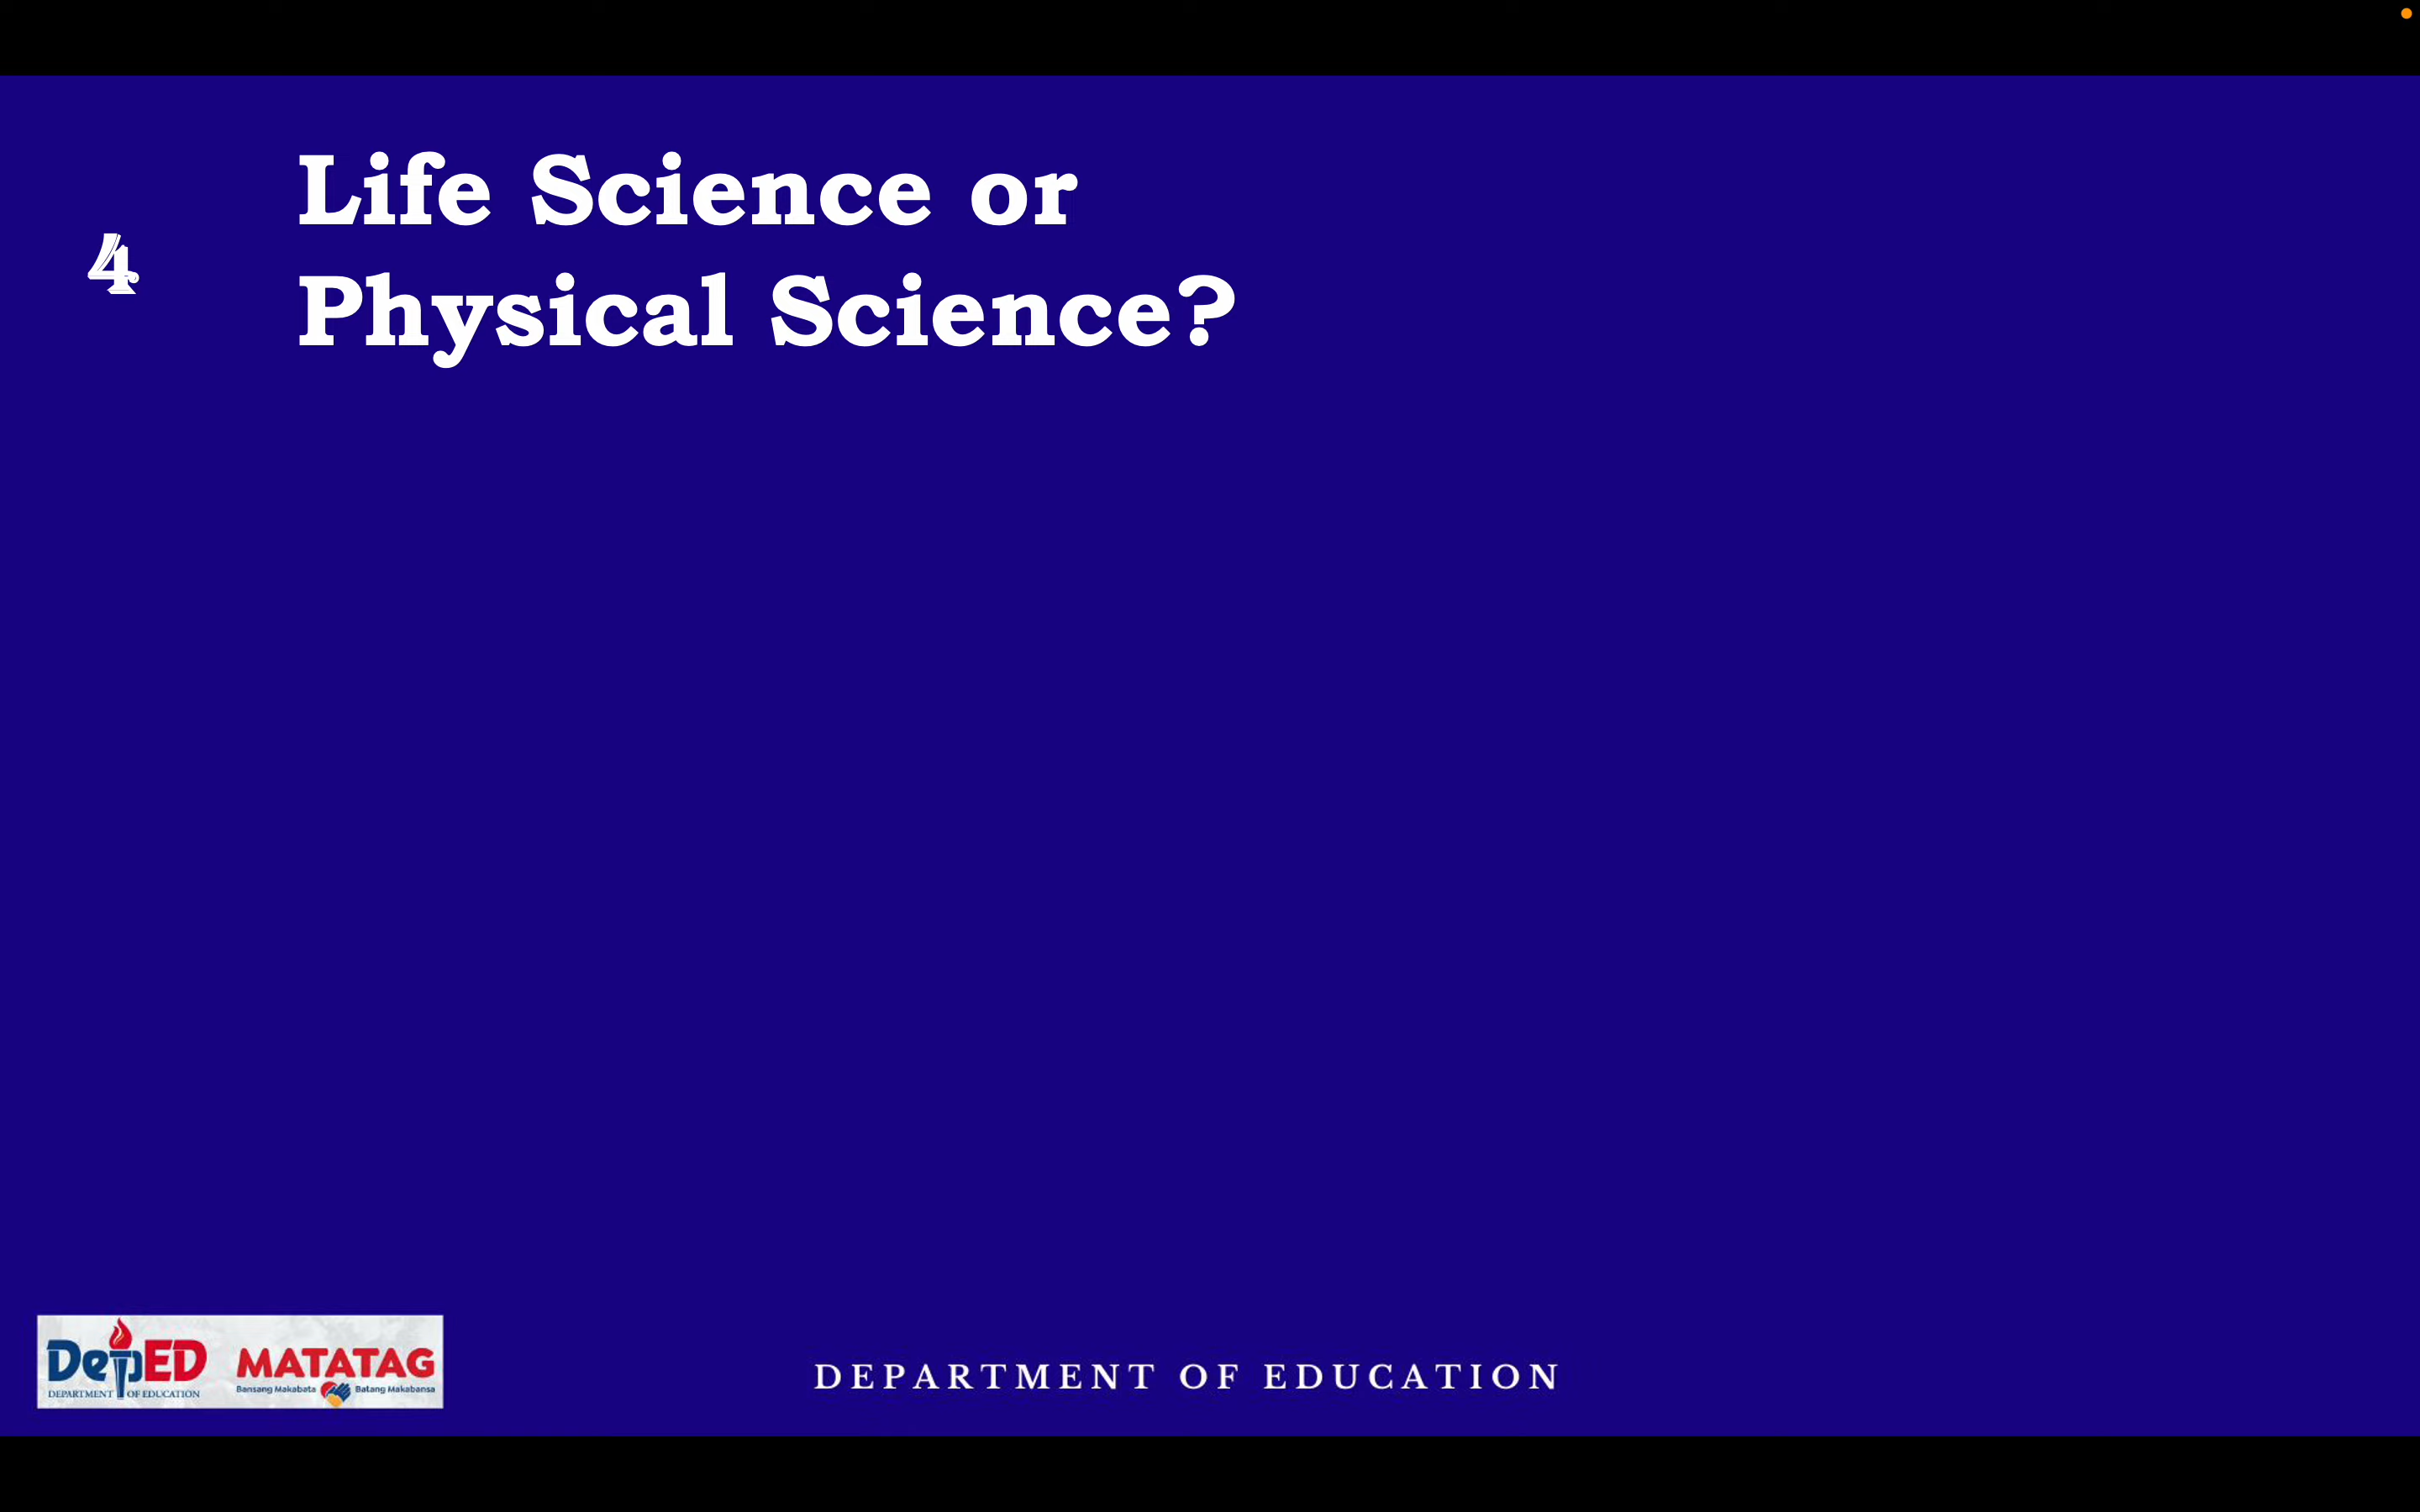 Life Science or
Physical Science?
4
DepED
DEPARTMENT OF EDUCATION
MATATAG
Bansang Makabata Batang Makabansa
DEPARTMENT OF EDUCATION